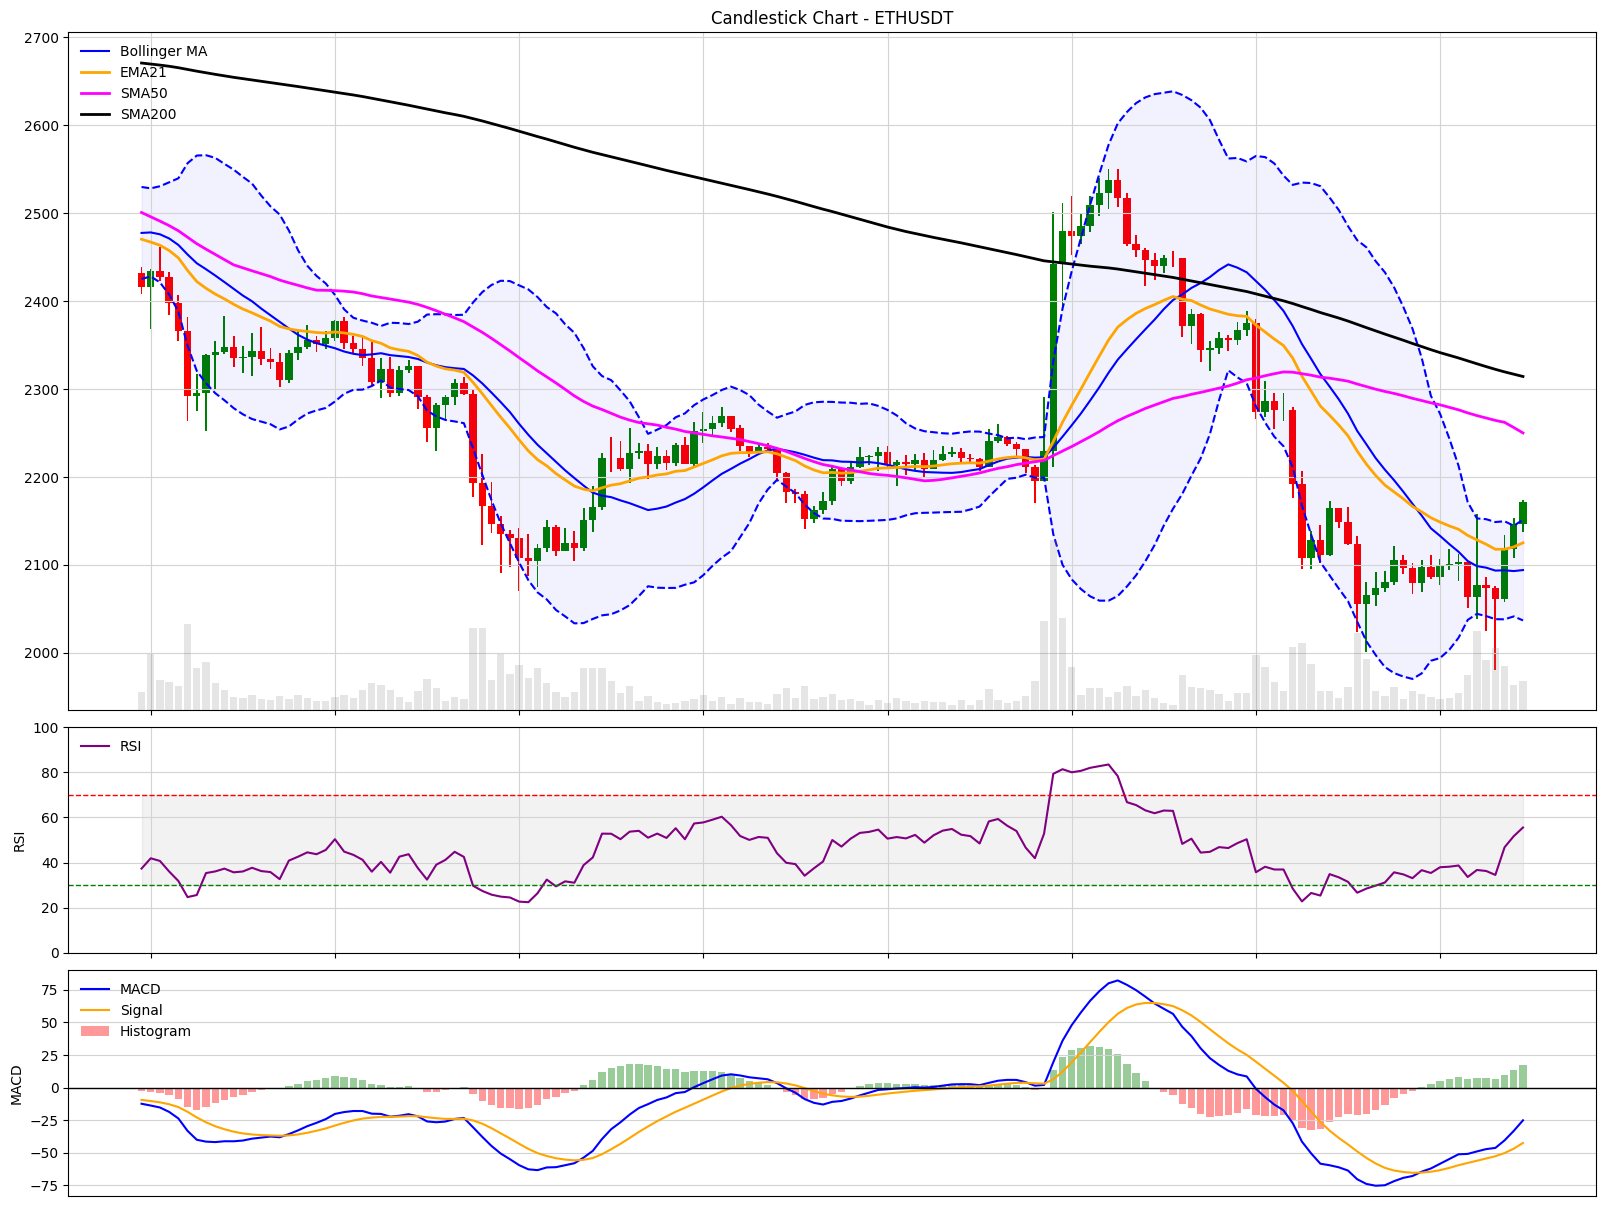 Candlestick Chart - ETHUSDT
2700
2600
2500
2400
2300
2200
2100
2000
Bollinger MA
EMA21
SMA50
SMA200
100
80
60
40
20
0
RSI
RSI
75
50
25
0
−25
−50
−75
MACD
MACD
Signal
Histogram